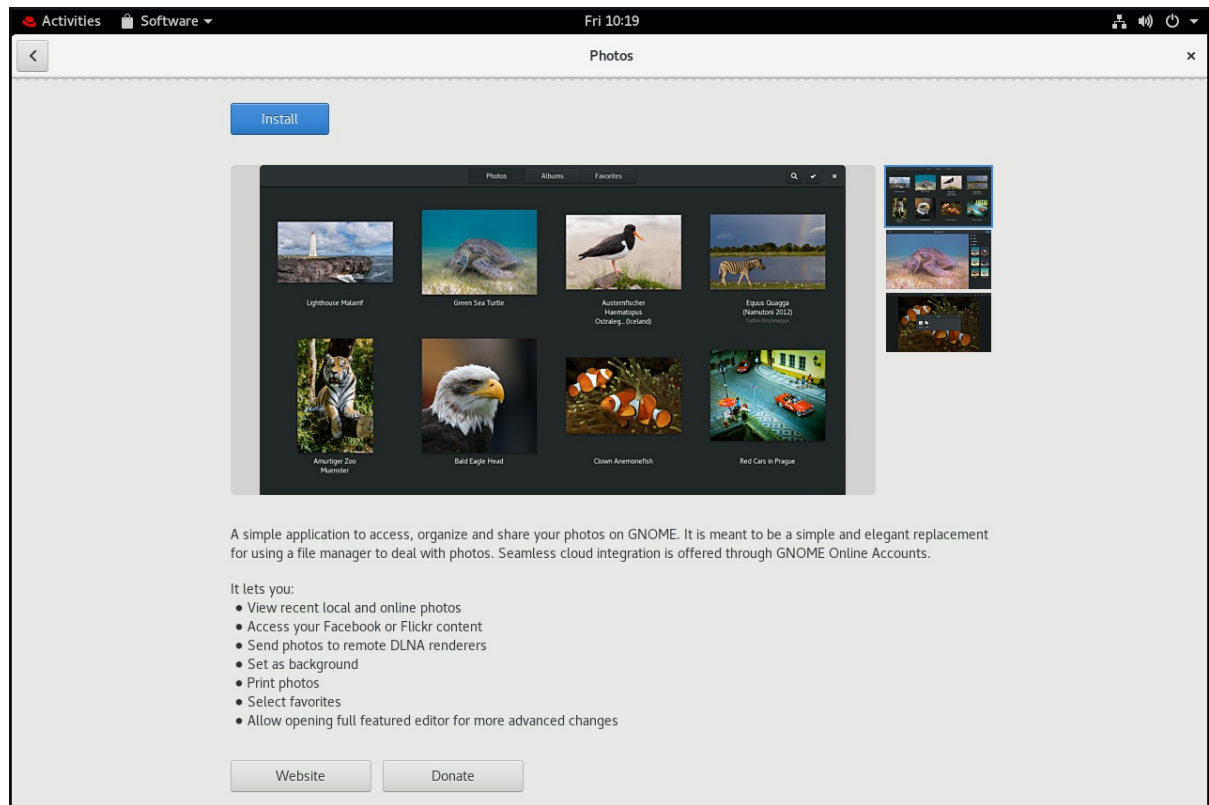 Activities
Software
Fri 10:19
Photos
Install
Photos Albums Favorites
Lighthouse Malarrif
Green Sea Turtle
Austernfischer
Haematopus
Ostraleg... (Iceland)
Equus Quagga
(Namutoni 2012)
Amurtiger Zoo
Muenster
Bald Eagle Head
Clown Anemonefish
Red Cars in Prague
A simple application to access, organize and share your photos on GNOME. It is meant to be a simple and elegant replacement
for using a file manager to deal with photos. Seamless cloud integration is offered through GNOME Online Accounts.
It lets you:
● View recent local and online photos
● Access your Facebook or Flickr content
● Send photos to remote DLNA renderers
● Set as background
● Print photos
● Select favorites
● Allow opening full featured editor for more advanced changes
Website
Donate